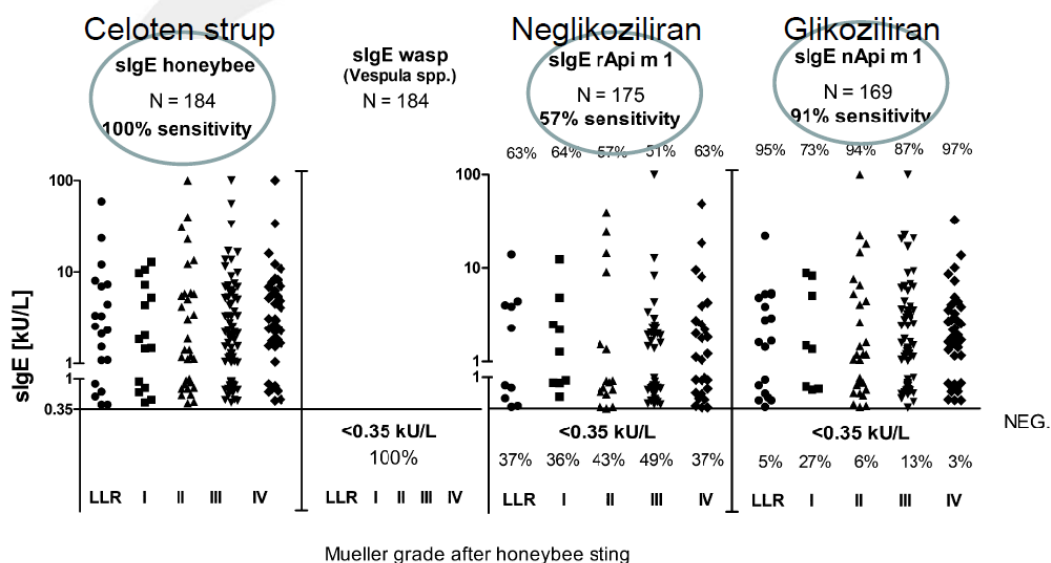 Celoten strup
sIgE honeybee
N = 184
100% sensitivity
sIgE wasp
(Vespula spp.)
N = 184
Neglikoziliran
sIgE rApi m 1
N = 175
57% sensitivity
63% 64% 57% 51% 63%
Glikoziliran
sIgE nApi m 1
N = 169
91% sensitivity
95% 73% 94% 87% 97%
sIgE [kU/L]
100
10
1
1
0.35
100
10
1
1
<0.35 kU/L
100%
<0.35 kU/L
37% 36% 43% 49% 37%
<0.35 kU/L
5% 27% 6% 13% 3%
NEG.
LLR I II III IV
LLR I II III IV
LLR I II III IV
LLR I II III IV
Mueller grade after honeybee sting